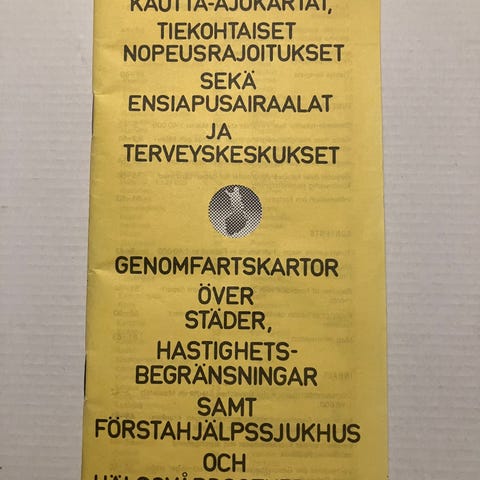 KAUTTA-AJOKARTAT,
TIEKOHTAISET
NOPEUSRAJOITUKSET
SEKÄ
ENSIAPUSAIRAALAT
JA
TERVEYSKESKUKSET
GENOMFARTSKARTOR
ÖVER
STÄDER,
HASTIGHETS-
BEGRÄNSNINGAR
SAMT
FÖRSTAHJÄLPSSJUKHUS
OCH